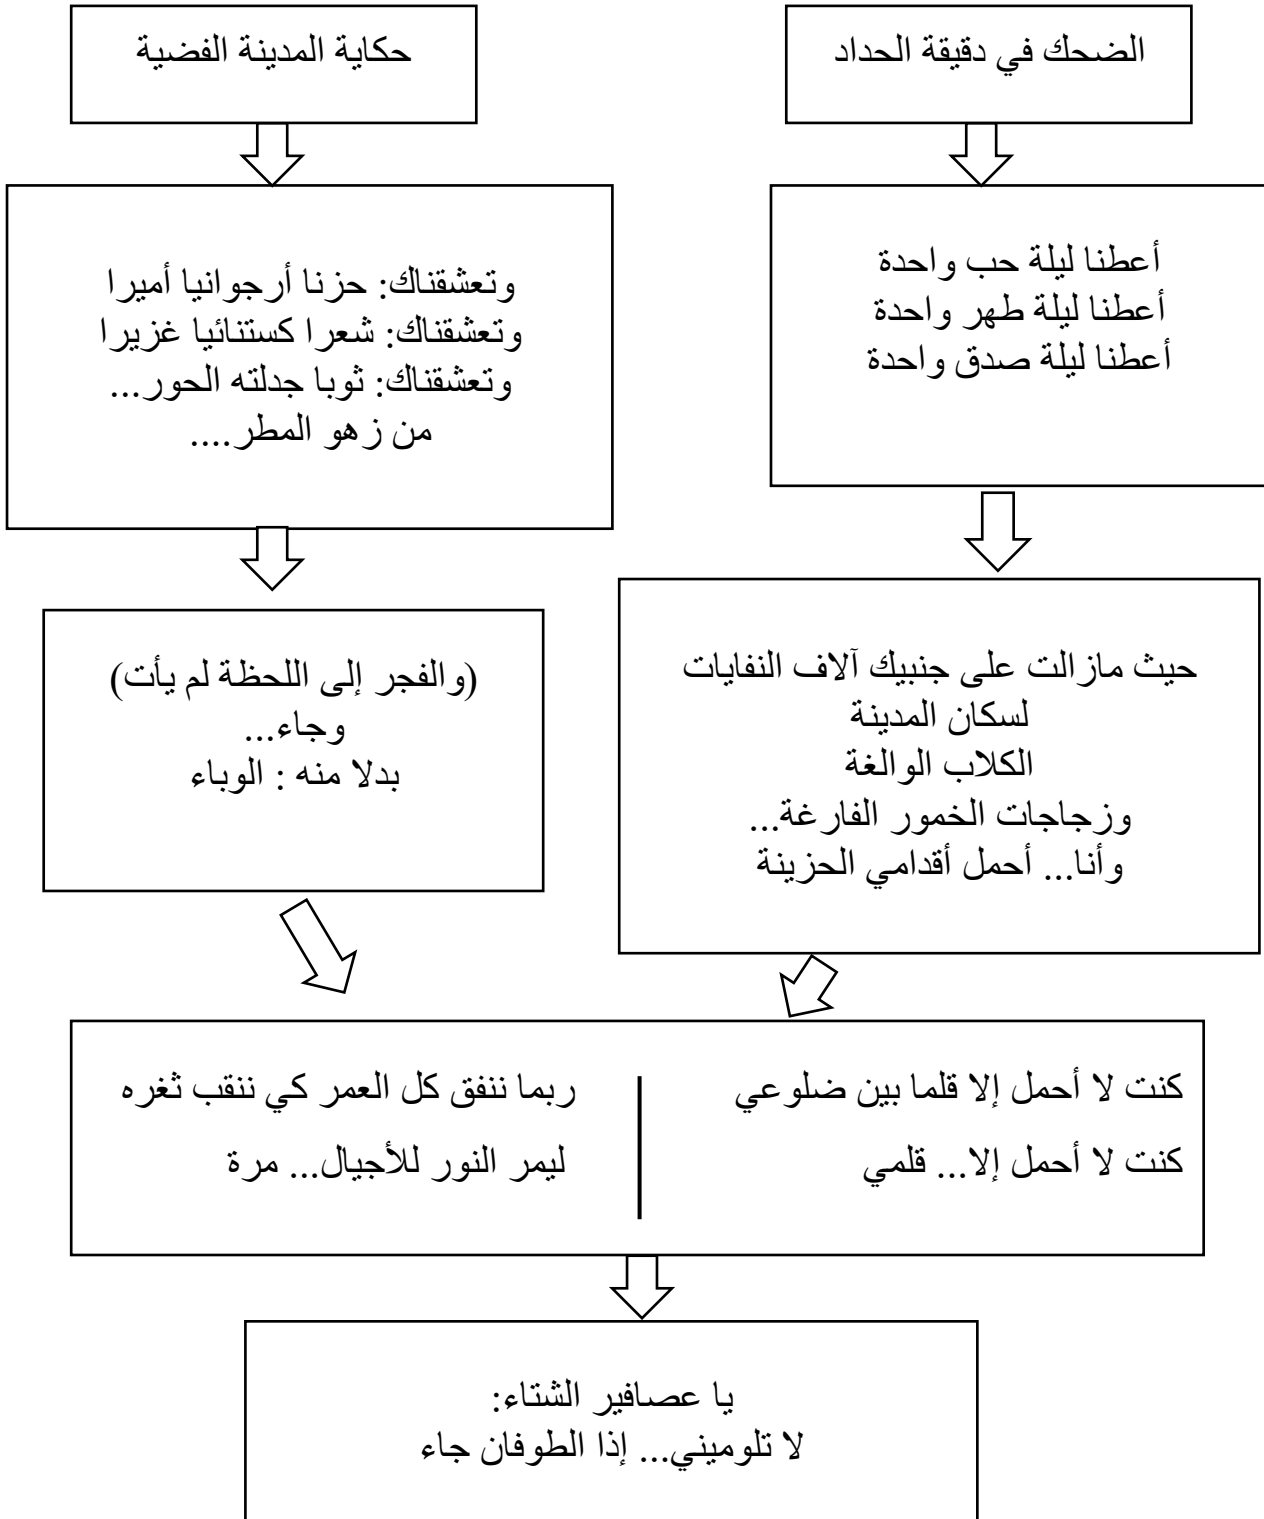 الضحك في دقيقة الحداد
حكاية المدينة الفضية
أعطنا ليلة حب واحدة
أعطنا ليلة طهر واحدة
أعطنا ليلة صدق واحدة
وتعشقناك: حزنا أرجوانيا أميرا
وتعشقناك: شعرا كستنائيا غزيرا
وتعشقناك: ثوبا جدلته الحور...
من زهو المطر....
حيث مازالت على جنبيك آلاف النفايات
لسكان المدينة
الكلاب الوالغة
وزجاجات الخمور الفارغة...
وأنا... أحمل أقدامي الحزينة
(والفجر إلى اللحظة لم يأت)
وجاء...
بدلا منه : الوباء
كنت لا أحمل إلا قلما بين ضلوعي
كنت لا أحمل إلا... قلمي
ربما ننفق كل العمر كي ننقب ثغره
ليمر النور للأجيال... مرة
يا عصافير الشتاء:
لا تلوميني... إذا الطوفان جاء